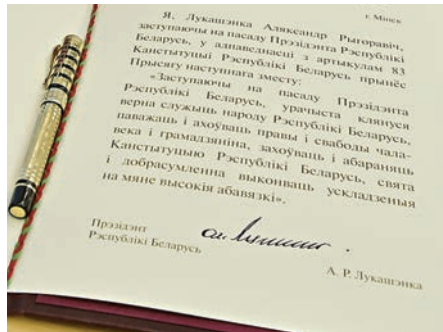 г. Мінск
Я, Лукашэнка Аляксандр Рыгоравіч,
заступаючы на пасаду Прэзідэнта Рэспублікі
Беларусь, у адпаведнасці з артыкулам 83
Канстытуцыі Рэспублікі Беларусь прынёс
Прысягу наступнага зместу:
«Заступаючы на пасаду Прэзідэнта
Рэспублікі Беларусь, урачыста клянуся
верна служыць народу Рэспублікі Беларусь,
паважаць і ахоўваць правы і свабоды чала-
века і грамадзяніна, захоўваць і абараняць
Канстытуцыю Рэспублікі Беларусь, свята
і добрасумленна выконваць ускладзеныя
на мяне высокія абавязкі».
Прэзідэнт
Рэспублікі Беларусь
А. Р. Лукашэнка